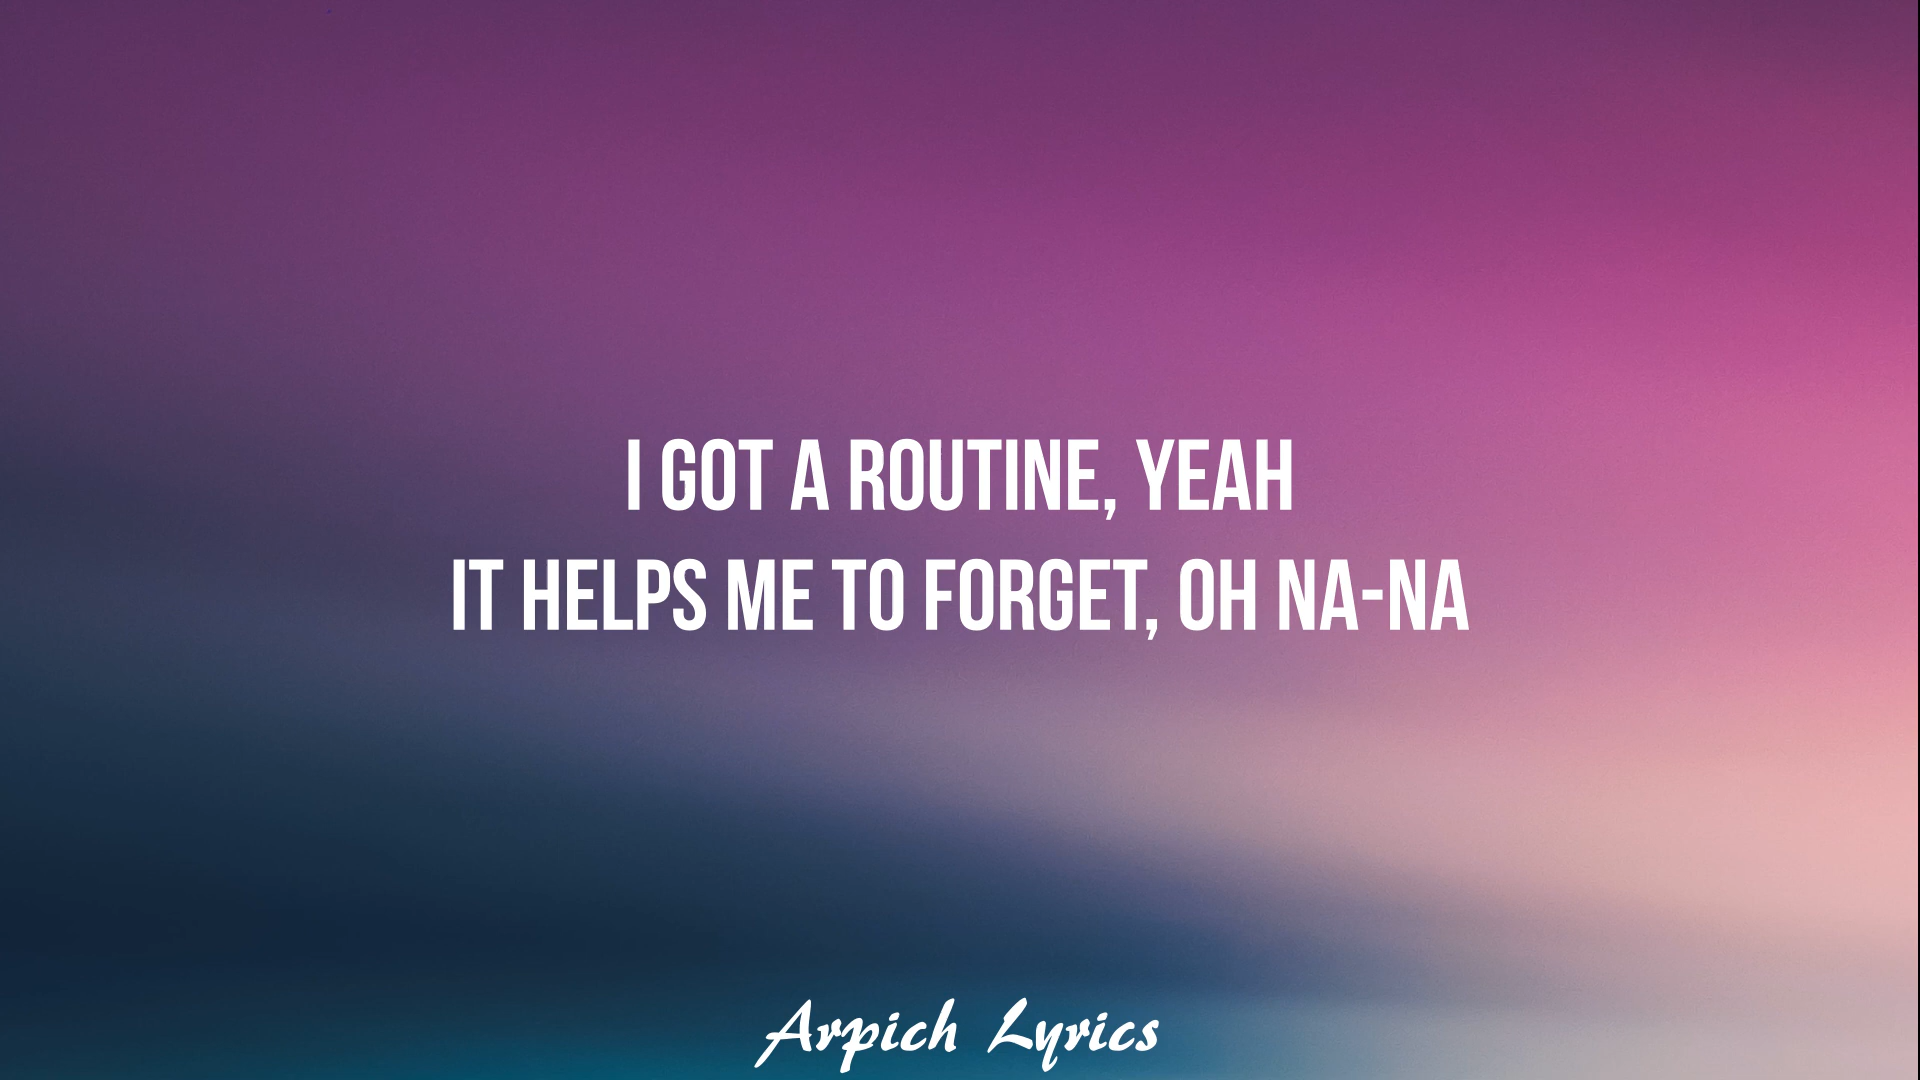 I GOT A ROUTINE, YEAH
IT HELPS ME TO FORGET, OH NA-NA
Arpich Lyrics